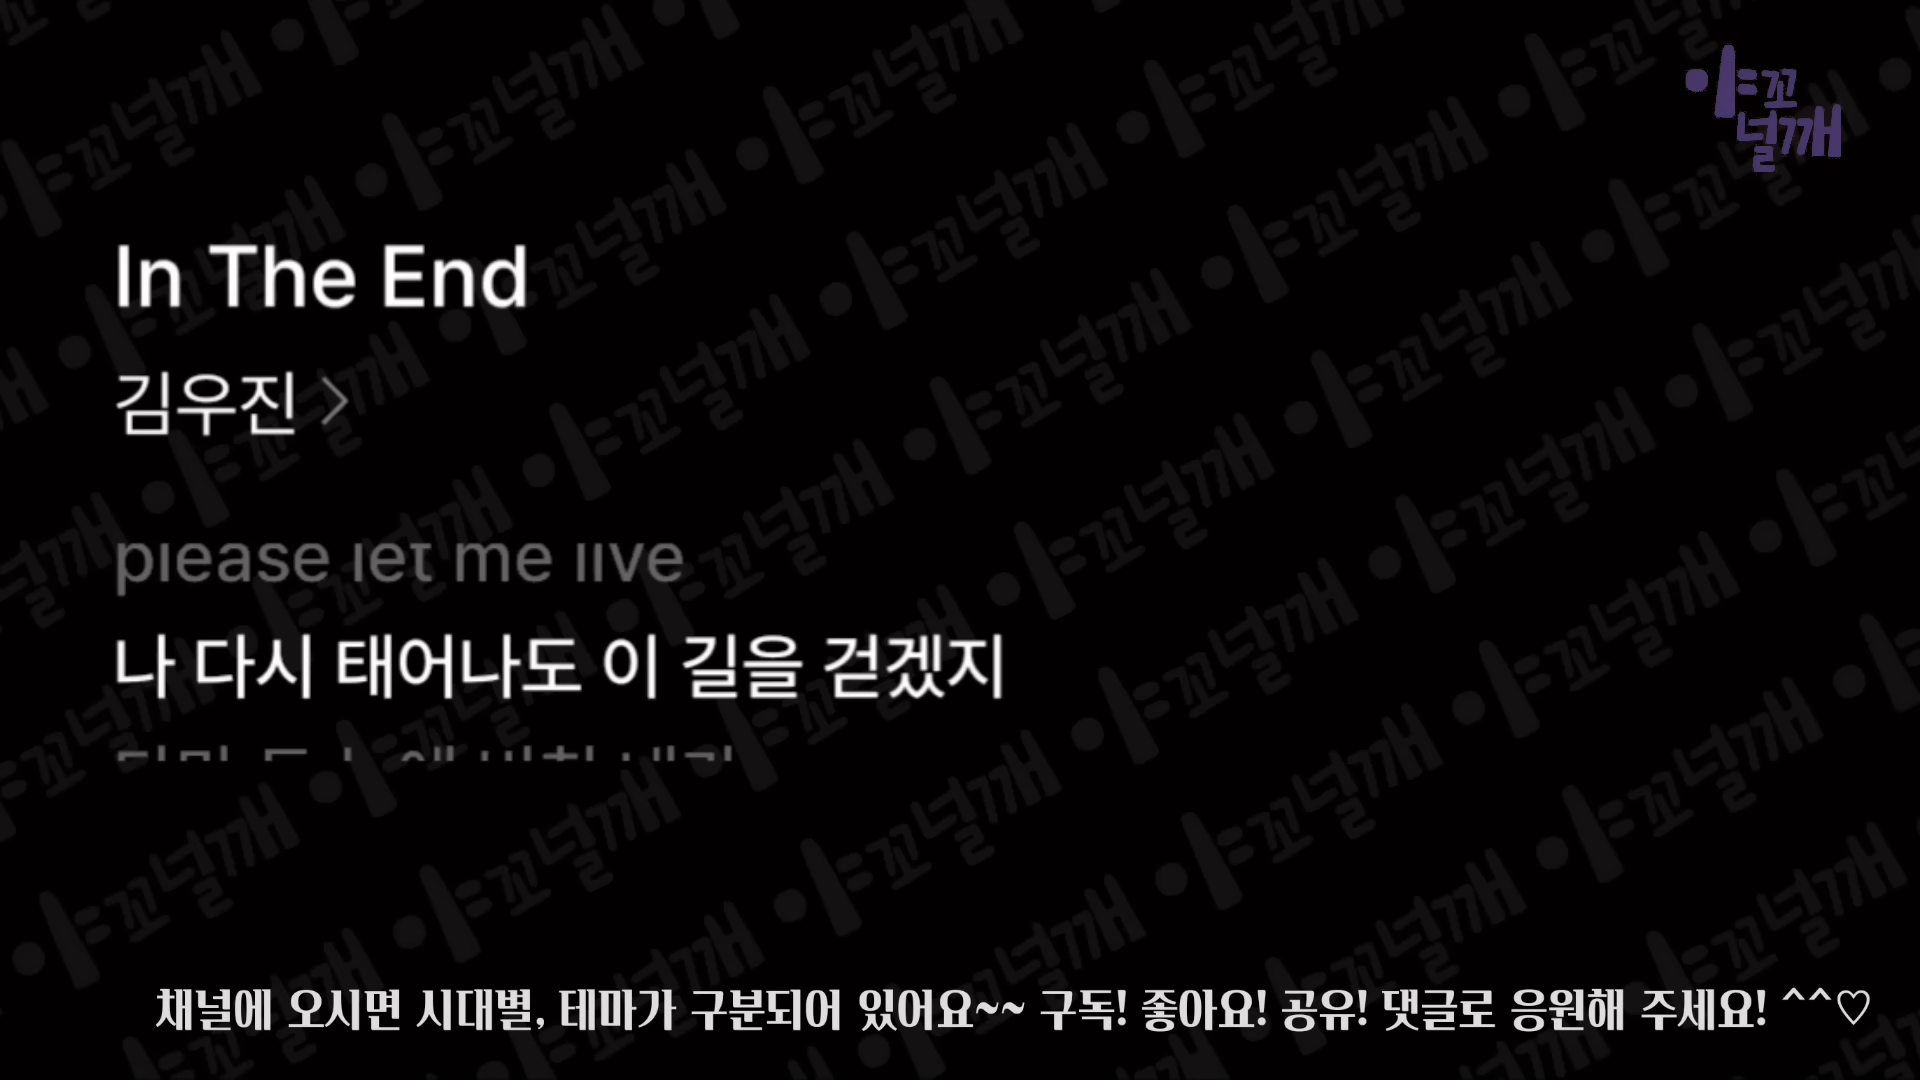 야꼬
널깨
In The End
김우진 >
please let me live
나 다시 태어나도 이 길을 걷겠지
채널에 오시면 시대별, 테마가 구분되어 있어요~~ 구독! 좋아요! 공유! 댓글로 응원해 주세요! ^^♡